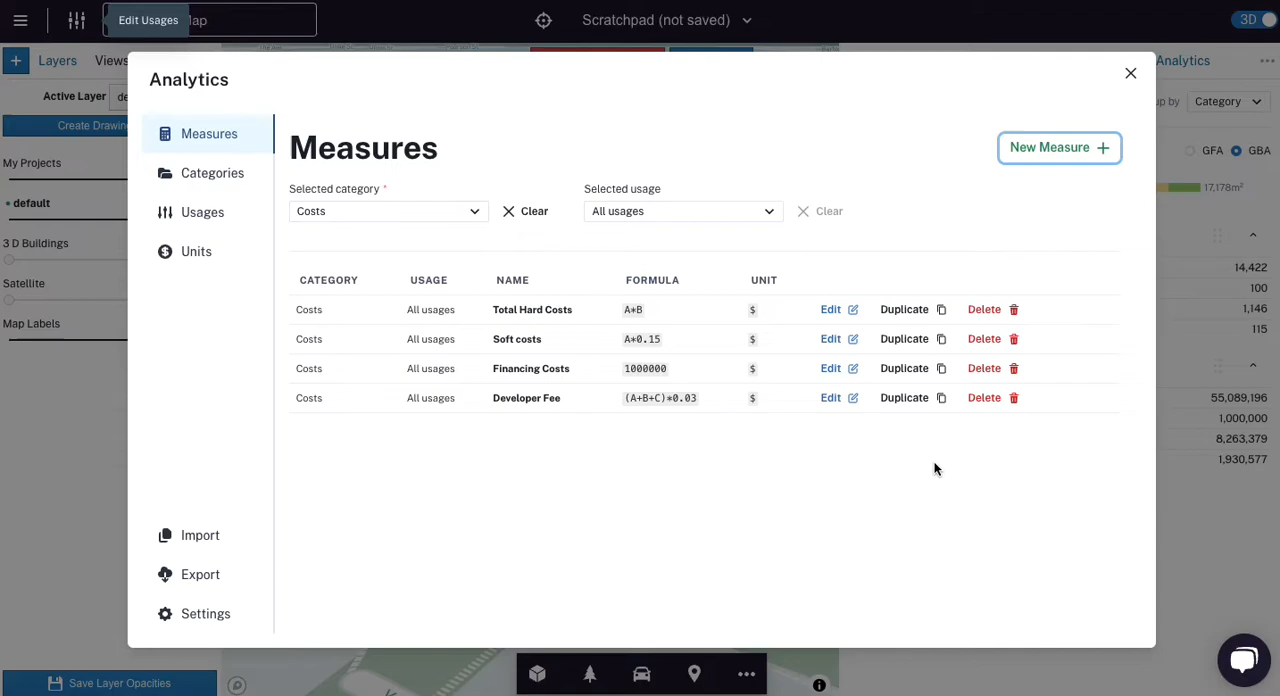 Edit Usages
ap
Scratchpad (not saved)
3D
Layers
Views
Analytics
Active Layer
de
up by
Category
Create Drawin
My Projects
GFA
GBA
default
17,178m²
3 D Buildings
Satellite
Map Labels
14,422
100
1,146
115
55,089,196
1,000,000
8,263,379
1,930,577
Save Layer Opacities
Analytics
Measures
Categories
Usages
Units
Import
Export
Settings
Measures
New Measure +
Selected category *
Selected usage
Costs
Clear
All usages
Clear
CATEGORY USAGE NAME FORMULA UNIT
Costs All usages Total Hard Costs A*B $ Edit Duplicate Delete
Costs All usages Soft costs A*0.15 $ Edit Duplicate Delete
Costs All usages Financing Costs 1000000 $ Edit Duplicate Delete
Costs All usages Developer Fee (A+B+C)*0.03 $ Edit Duplicate Delete